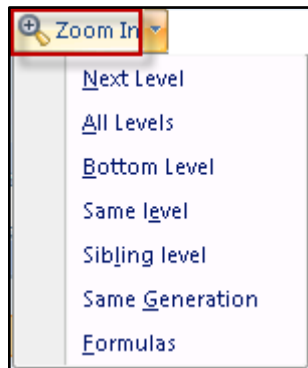 Zoom In
Next Level
All Levels
Bottom Level
Same level
Sibling level
Same Generation
Formulas